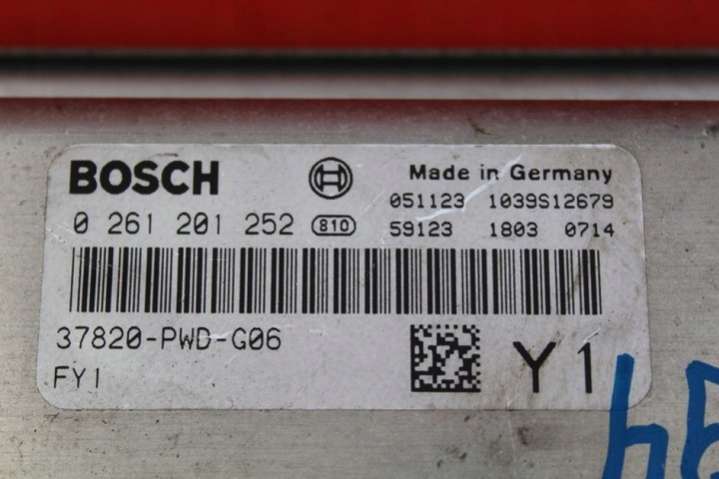 BOSCH Made in Germany
051123 1039S12679
0 261 201 252 810 59123 1803 0714
37820-PWD-G06
FY1 Y1